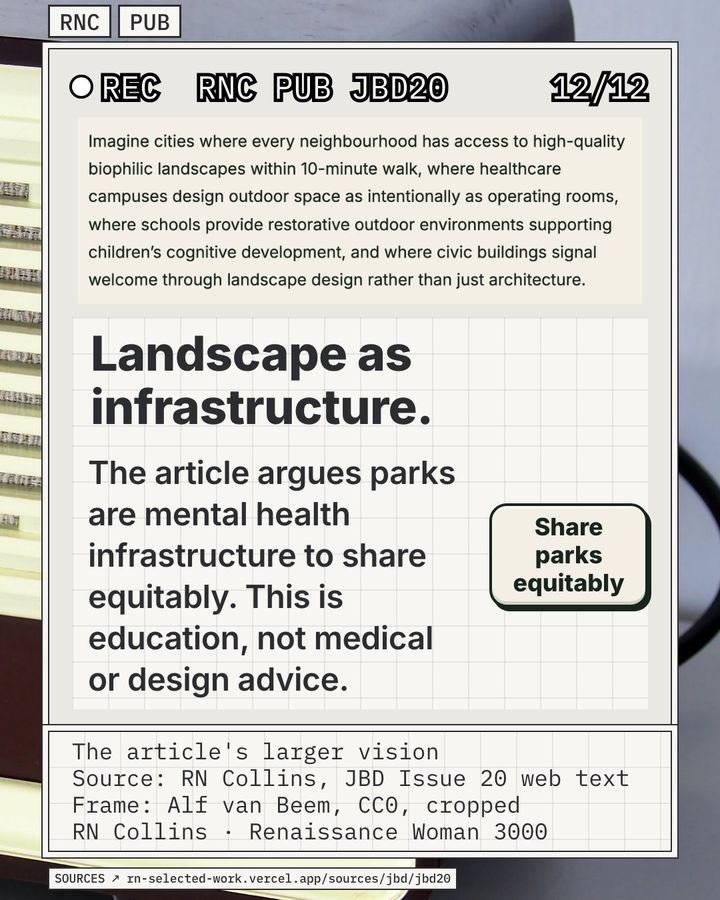 RNC PUB
REC RNC PUB JBD20 12/12
Imagine cities where every neighbourhood has access to high-quality
biophilic landscapes within 10-minute walk, where healthcare
campuses design outdoor space as intentionally as operating rooms,
where schools provide restorative outdoor environments supporting
children’s cognitive development, and where civic buildings signal
welcome through landscape design rather than just architecture.
Landscape as
infrastructure.
The article argues parks
are mental health
infrastructure to share
equitably. This is
education, not medical
or design advice.
Share
parks
equitably
The article's larger vision
Source: RN Collins, JBD Issue 20 web text
Frame: Alf van Beem, CC0, cropped
RN Collins · Renaissance Woman 3000
SOURCES ↗ rn-selected-work.vercel.app/sources/jbd/jbd20